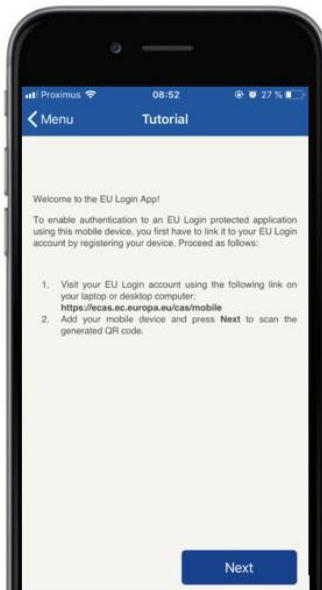 Proximus 08:52 27 %
Menu Tutorial
Welcome to the EU Login App!
To enable authentication to an EU Login protected application
using this mobile device, you first have to link it to your EU Login
account by registering your device. Proceed as follows:
1. Visit your EU Login account using the following link on
your laptop or desktop computer:
https://ecas.ec.europa.eu/cas/mobile
2. Add your mobile device and press Next to scan the
generated QR code.
Next